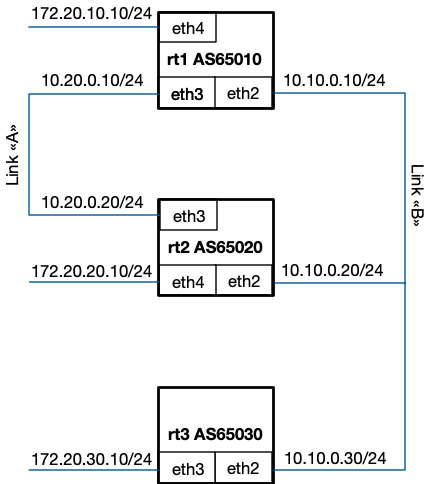 172.20.10.10/24
eth4
rt1 AS65010
10.20.0.10/24
eth3
eth2
10.10.0.10/24
Link «A»
Link «B»
10.20.0.20/24
eth3
rt2 AS65020
172.20.20.10/24
eth4
eth2
10.10.0.20/24
rt3 AS65030
172.20.30.10/24
eth3
eth2
10.10.0.30/24